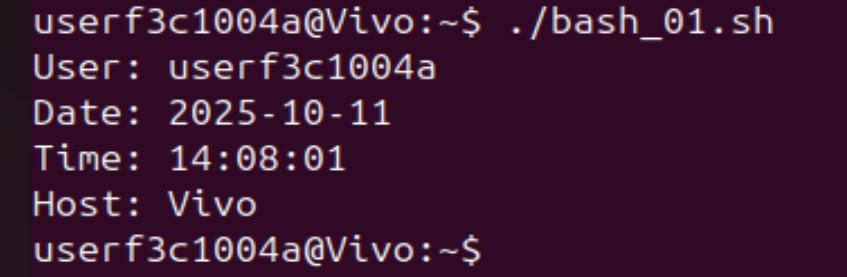 userf3c1004a@Vivo:~$ ./bash_01.sh
User: userf3c1004a
Date: 2025-10-11
Time: 14:08:01
Host: Vivo
userf3c1004a@Vivo:~$